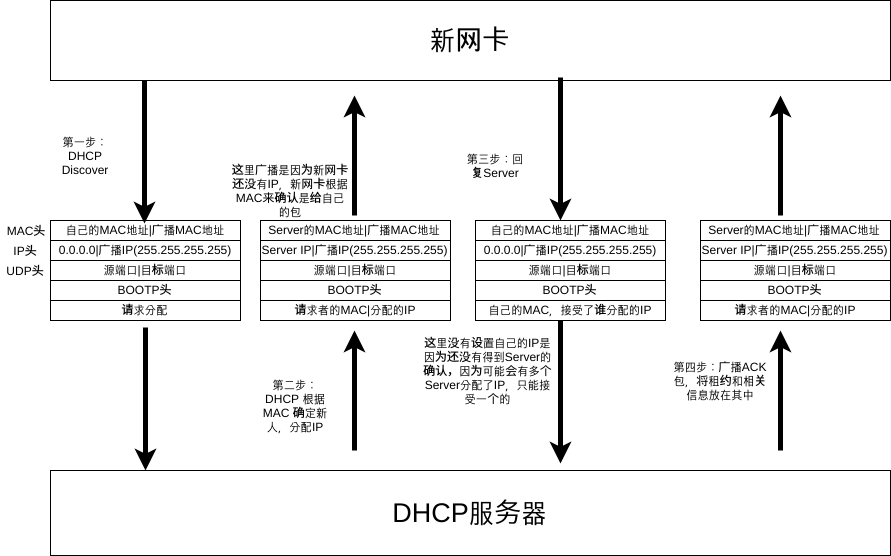 新网卡
第一步：
DHCP
Discover
这里广播是因为新网卡
还没有IP，新网卡根据
MAC来确认是给自己
的包
第三步：回
复Server
MAC头
IP头
UDP头
自己的MAC地址|广播MAC地址
0.0.0.0|广播IP(255.255.255.255)
源端口|目标端口
BOOTP头
请求分配
Server的MAC地址|广播MAC地址
Server IP|广播IP(255.255.255.255)
源端口|目标端口
BOOTP头
请求者的MAC|分配的IP
自己的MAC地址|广播MAC地址
0.0.0.0|广播IP(255.255.255.255)
源端口|目标端口
BOOTP头
自己的MAC，接受了谁分配的IP
Server的MAC地址|广播MAC地址
Server IP|广播IP(255.255.255.255)
源端口|目标端口
BOOTP头
请求者的MAC|分配的IP
第二步：
DHCP 根据
MAC 确定新
人，分配IP
这里没有设置自己的IP是
因为还没有得到Server的
确认，因为可能会有多个
Server分配了IP，只能接
受一个的
第四步：广播ACK
包，将租约和相关
信息放在其中
DHCP服务器